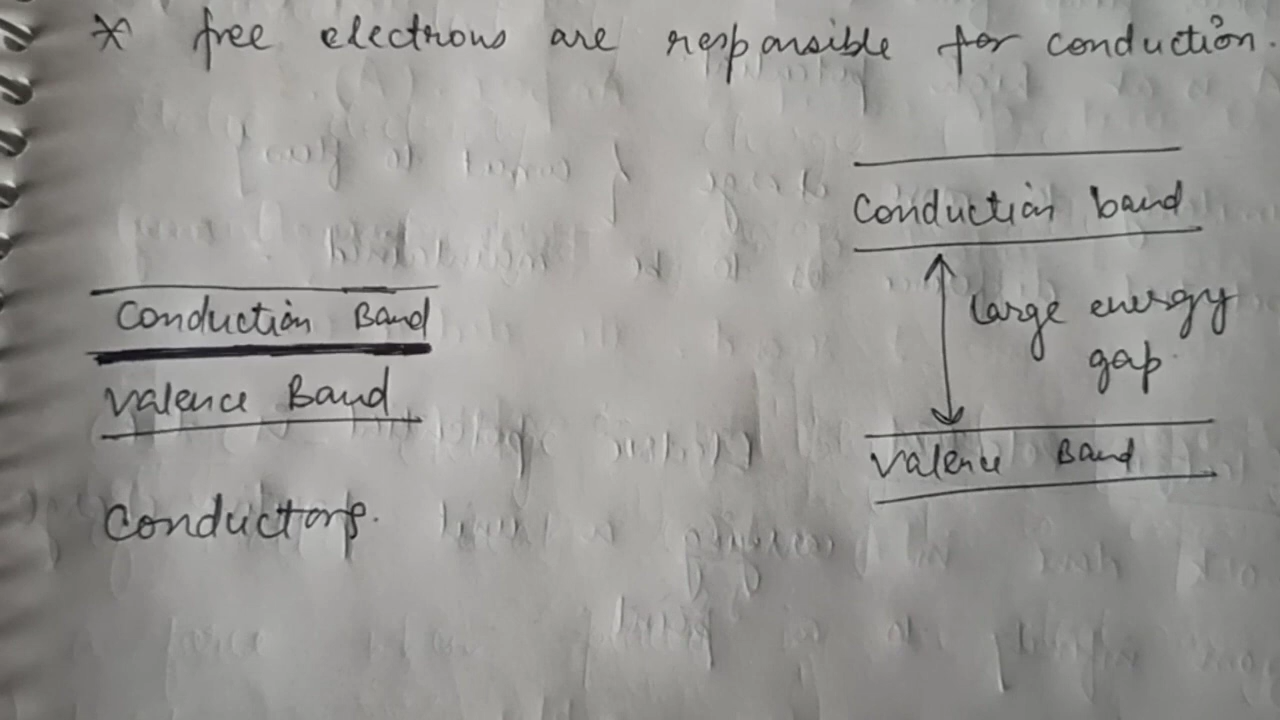 * free electrons are responsible for conduction.
Conduction Band
Valence Band
Conductors.
Conduction band
large energy
gap.
Valence Band